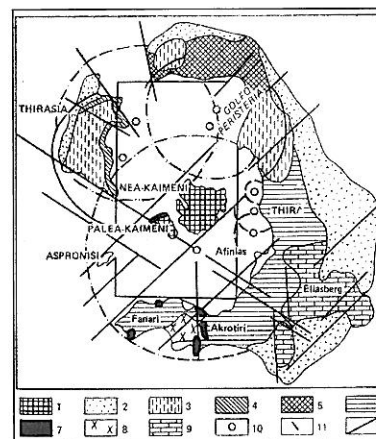 THIRASIA
GOLFO
PERISTERIA
NEA-KAIMENI
THIRA
PALEA-KAIMENI
ASPRONISI
Afinias
Eliasberg
Fanari
Akrotiri
1 2 3 4 5
7 8 9 10 11